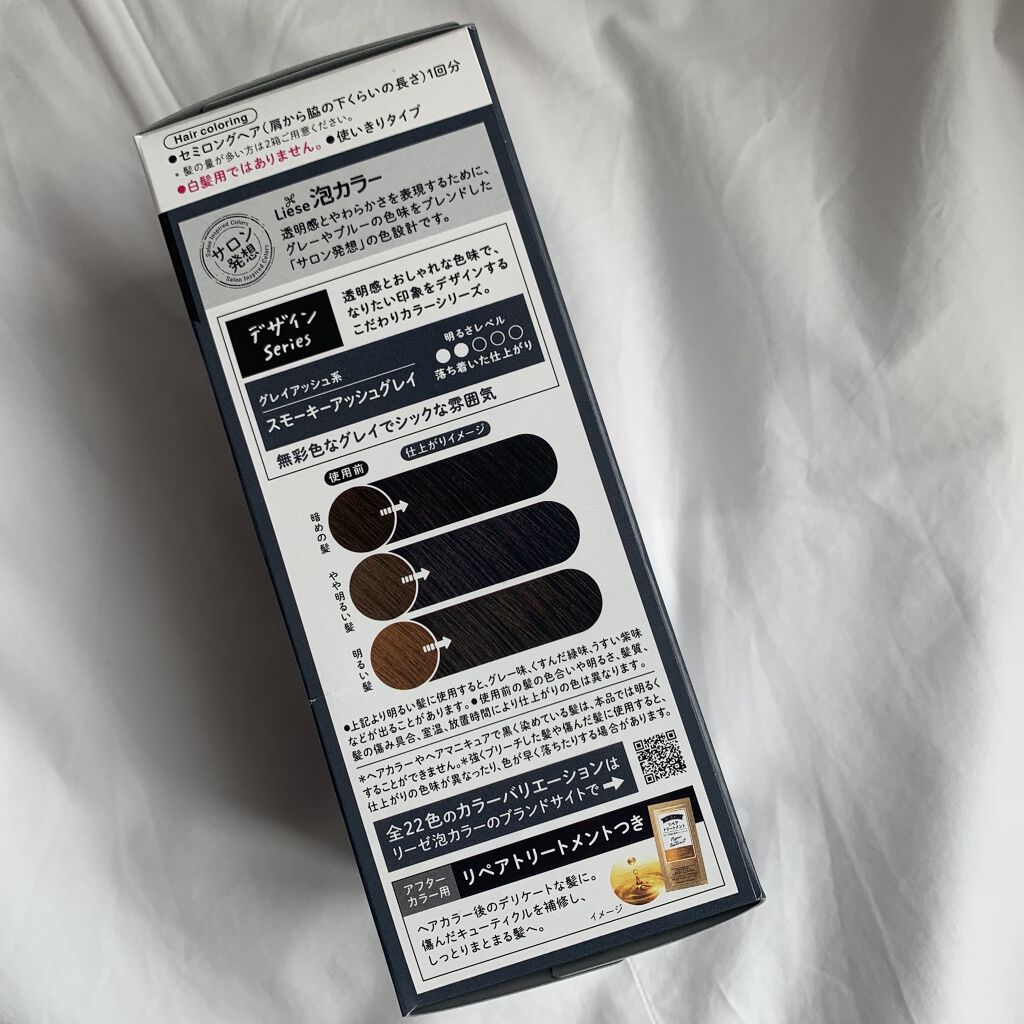 Hair coloring
●セミロングヘア(肩から脇の下くらいの長さ)1回分
*髪の量が多い方は2箱ご用意ください。
●白髪用ではありません。●使いきりタイプ
Salon Inspired Colors
サロン
発想
Salon Inspired Colors
Liese 泡カラー
透明感とやわらかさを表現するために、
グレーやブルーの色味をブレンドした
「サロン発想」の色設計です。
デザイン
Series
透明感とおしゃれな色味で、
なりたい印象をデザインする
こだわりカラーシリーズ。
グレイアッシュ系
スモーキーアッシュグレイ
明るさレベル
落ち着いた仕上がり
無彩色なグレイでシックな雰囲気
使用前
仕上がりイメージ
暗めの髪
やや明るい髪
明るい髪
●上記より明るい髪に使用すると、グレー味、くすんだ緑味、うすい紫味
などが出ることがあります。●使用前の髪の色合いや明るさ、髪質、
髪の傷み具合、室温、放置時間により仕上がりの色は異なります。
*ヘアカラーやヘアマニキュアで黒く染めている髪は、本品では明るく
することができません。*強くブリーチした髪や傷んだ髪に使用すると、
仕上がりの色味が異なったり、色が早く落ちたりする場合があります。
全22色のカラーバリエーションは
リーゼ泡カラーのブランドサイトで
アフター
カラー用
リペアトリートメントつき
ヘアカラー後のデリケートな髪に。
傷んだキューティクルを補修し、
しっとりまとまる髪へ。
イメージ
リペア
トリートメント